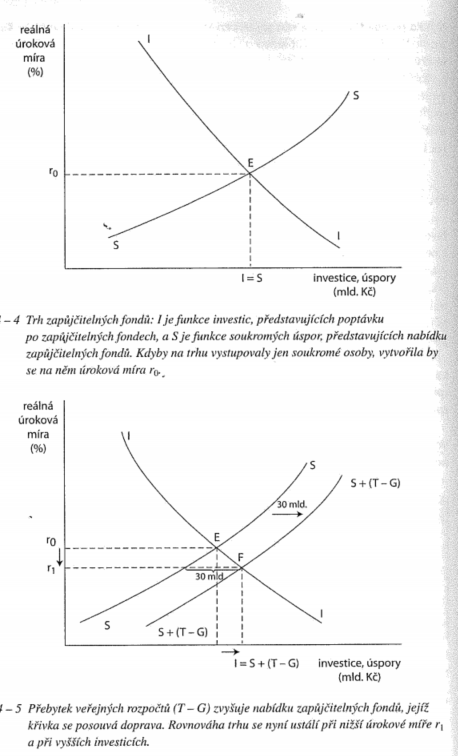 reálná
úroková
míra
(%)
I
S
E
r0
S
I
I = S
investice, úspory
(mld. Kč)
– 4 Trh zapůjčitelných fondů: I je funkce investic, představujících poptávku
po zapůjčitelných fondech, a S je funkce soukromých úspor, představujících nabídku
zapůjčitelných fondů. Kdyby na trhu vystupovaly jen soukromé osoby, vytvořila by
se na něm úroková míra r0.
reálná
úroková
míra
(%)
I
S
S + (T – G)
30 mld.
r0
E
F
r1
30 mld.
S
S + (T – G)
I
I = S + (T – G)
investice, úspory
(mld. Kč)
4 – 5 Přebytek veřejných rozpočtů (T – G) zvyšuje nabídku zapůjčitelných fondů, jejíž
křivka se posouvá doprava. Rovnováha trhu se nyní ustálí při nižší úrokové míře r1
a při vyšších investicích.